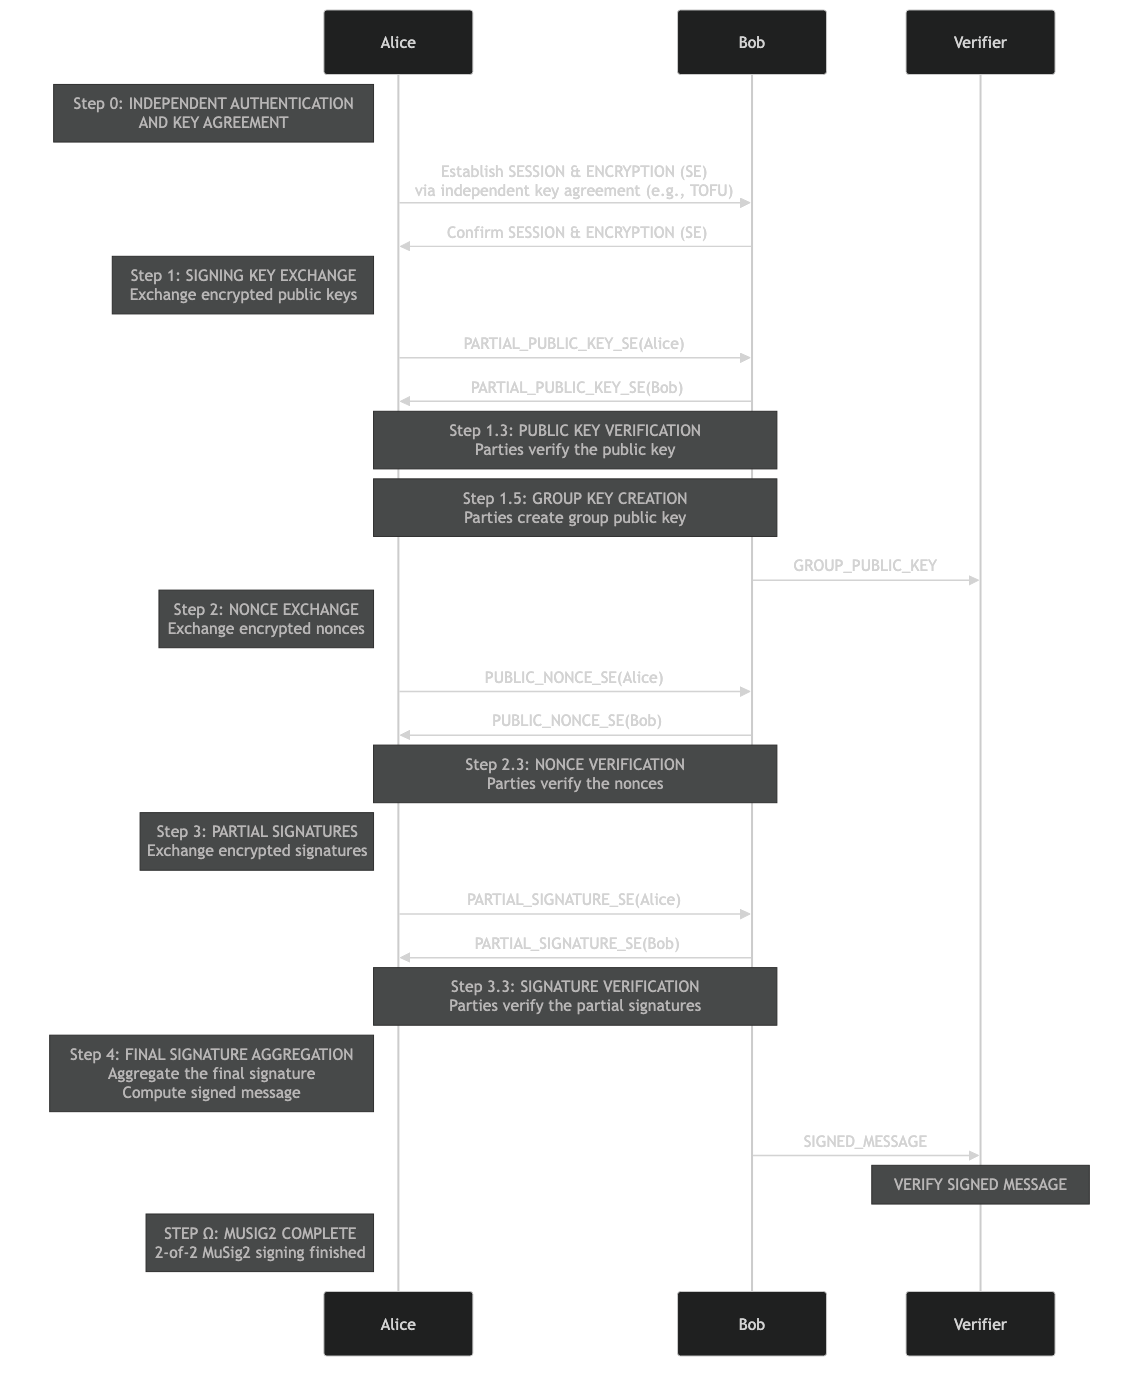 Alice
Bob
Verifier
Step 0: INDEPENDENT AUTHENTICATION
AND KEY AGREEMENT
Establish SESSION & ENCRYPTION (SE)
via independent key agreement (e.g., TOFU)
Confirm SESSION & ENCRYPTION (SE)
Step 1: SIGNING KEY EXCHANGE
Exchange encrypted public keys
PARTIAL_PUBLIC_KEY_SE(Alice)
PARTIAL_PUBLIC_KEY_SE(Bob)
Step 1.3: PUBLIC KEY VERIFICATION
Parties verify the public key
Step 1.5: GROUP KEY CREATION
Parties create group public key
GROUP_PUBLIC_KEY
Step 2: NONCE EXCHANGE
Exchange encrypted nonces
PUBLIC_NONCE_SE(Alice)
PUBLIC_NONCE_SE(Bob)
Step 2.3: NONCE VERIFICATION
Parties verify the nonces
Step 3: PARTIAL SIGNATURES
Exchange encrypted signatures
PARTIAL_SIGNATURE_SE(Alice)
PARTIAL_SIGNATURE_SE(Bob)
Step 3.3: SIGNATURE VERIFICATION
Parties verify the partial signatures
Step 4: FINAL SIGNATURE AGGREGATION
Aggregate the final signature
Compute signed message
SIGNED_MESSAGE
VERIFY SIGNED MESSAGE
STEP Ω: MUSIG2 COMPLETE
2-of-2 MuSig2 signing finished
Alice
Bob
Verifier